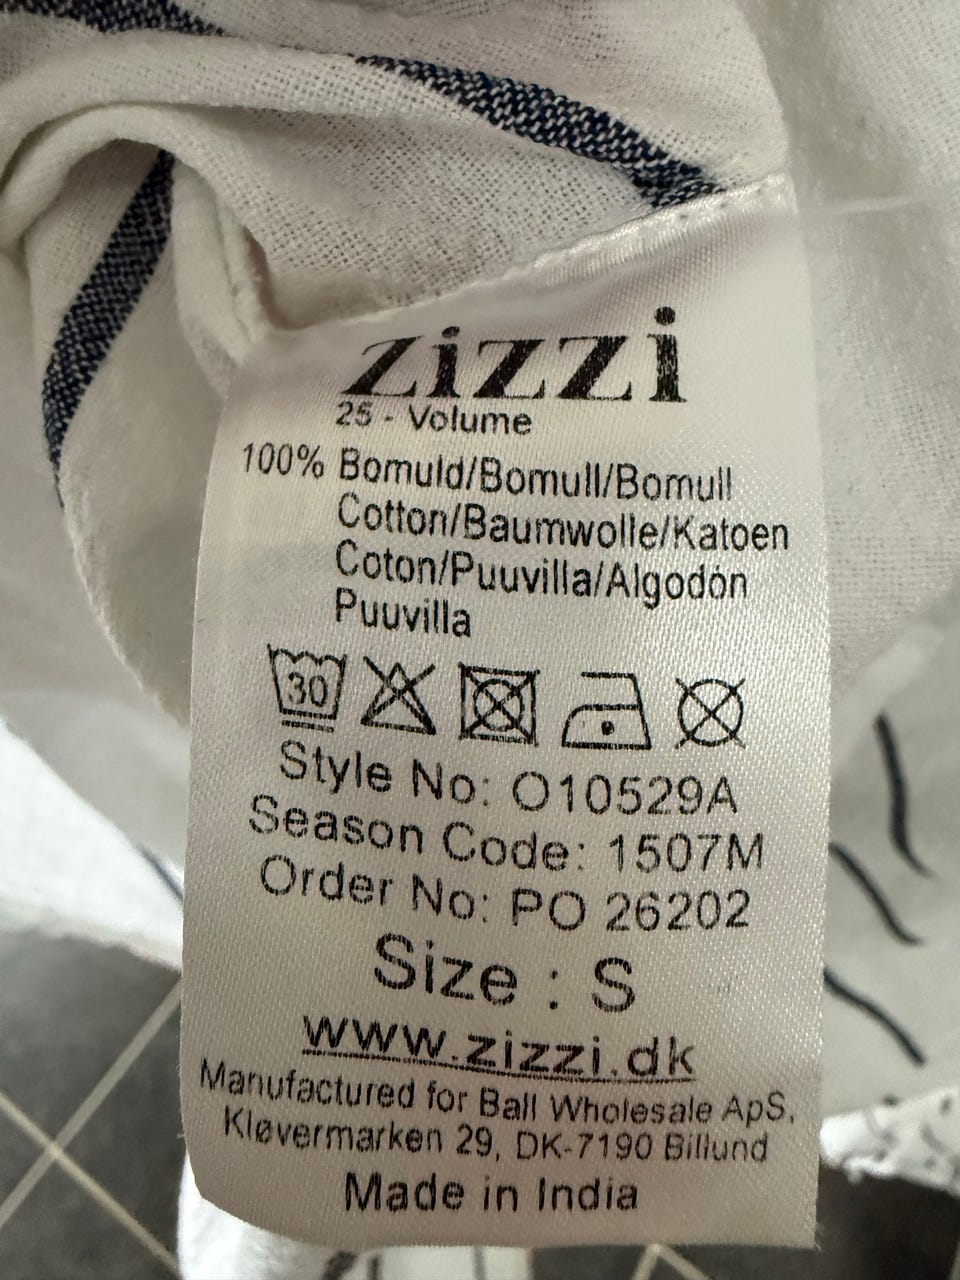 zizzi
25 - Volume
100% Bomuld/Bomull/Bomull
Cotton/Baumwolle/Katoen
Coton/Puuvilla/Algodón
Puuvilla
30
Style No: O10529A
Season Code: 1507M
Order No: PO 26202
Size : S
www.zizzi.dk
Manufactured for Ball Wholesale ApS,
Kløvermarken 29, DK-7190 Billund
Made in India